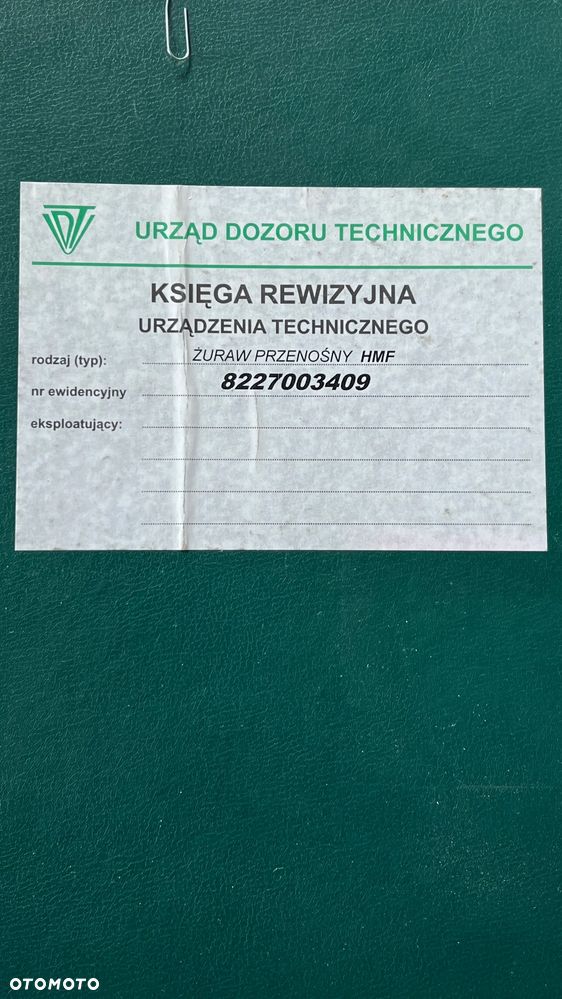 UDT
URZĄD DOZORU TECHNICZNEGO
KSIĘGA REWIZYJNA
URZĄDZENIA TECHNICZNEGO
rodzaj (typ): ŻURAW PRZENOŚNY HMF
nr ewidencyjny 8227003409
eksploatujący:
OTOMOTO